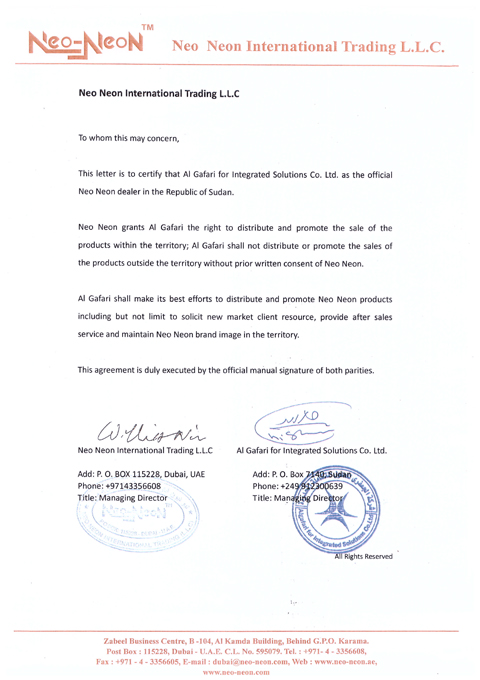 Neo-Neon TM
Neo Neon International Trading L.L.C.
Neo Neon International Trading L.L.C
To whom this may concern,
This letter is to certify that Al Gafari for Integrated Solutions Co. Ltd. as the official
Neo Neon dealer in the Republic of Sudan.
Neo Neon grants Al Gafari the right to distribute and promote the sale of the
products within the territory; Al Gafari shall not distribute or promote the sales of
the products outside the territory without prior written consent of Neo Neon.
Al Gafari shall make its best efforts to distribute and promote Neo Neon products
including but not limit to solicit new market client resource, provide after sales
service and maintain Neo Neon brand image in the territory.
This agreement is duly executed by the official manual signature of both parities.
Neo Neon International Trading L.L.C
Al Gafari for Integrated Solutions Co. Ltd.
Add: P. O. BOX 115228, Dubai, UAE
Phone: +97143356608
Title: Managing Director
Add: P. O. Box 7140, Sudan
Phone: +249912300639
Title: Managing Director
for Integrated Solutions Co.Ltd
All Rights Reserved
Zabeel Business Centre, B -104, Al Kamda Building, Behind G.P.O. Karama.
Post Box : 115228, Dubai - U.A.E. C.L. No. 595079. Tel. : +971- 4 - 3356608,
Fax : +971 - 4 - 3356605, E-mail : dubai@neo-neon.com, Web : www.neo-neon.ae,
www.neo-neon.com